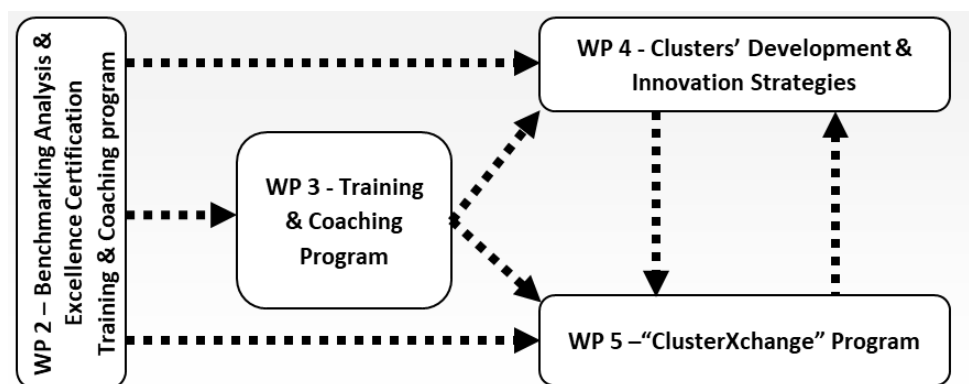 WP 2 – Benchmarking Analysis &
Excellence Certification
Training & Coaching program
WP 3 - Training
& Coaching
Program
WP 4 - Clusters’ Development &
Innovation Strategies
WP 5 –“ClusterXchange” Program